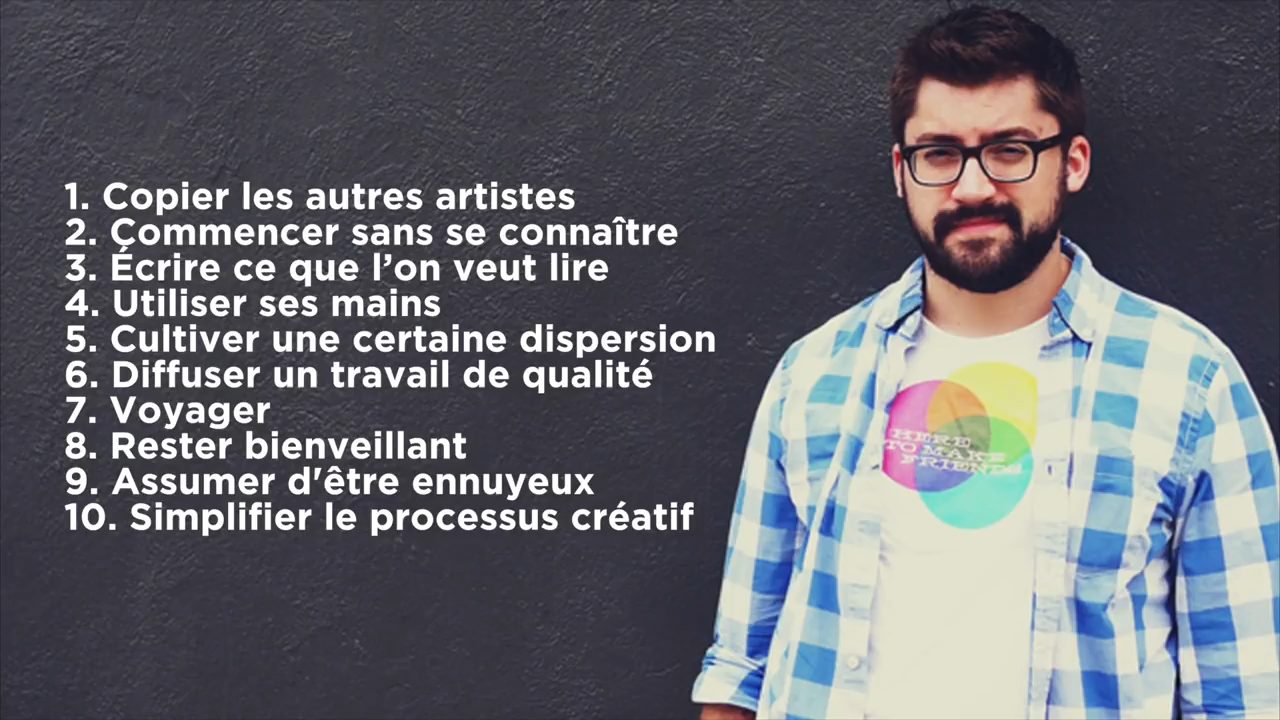 1. Copier les autres artistes
2. Commencer sans se connaître
3. Écrire ce que l’on veut lire
4. Utiliser ses mains
5. Cultiver une certaine dispersion
6. Diffuser un travail de qualité
7. Voyager
8. Rester bienveillant
9. Assumer d'être ennuyeux
10. Simplifier le processus créatif
HERE
TO MAKE
FRIENDS